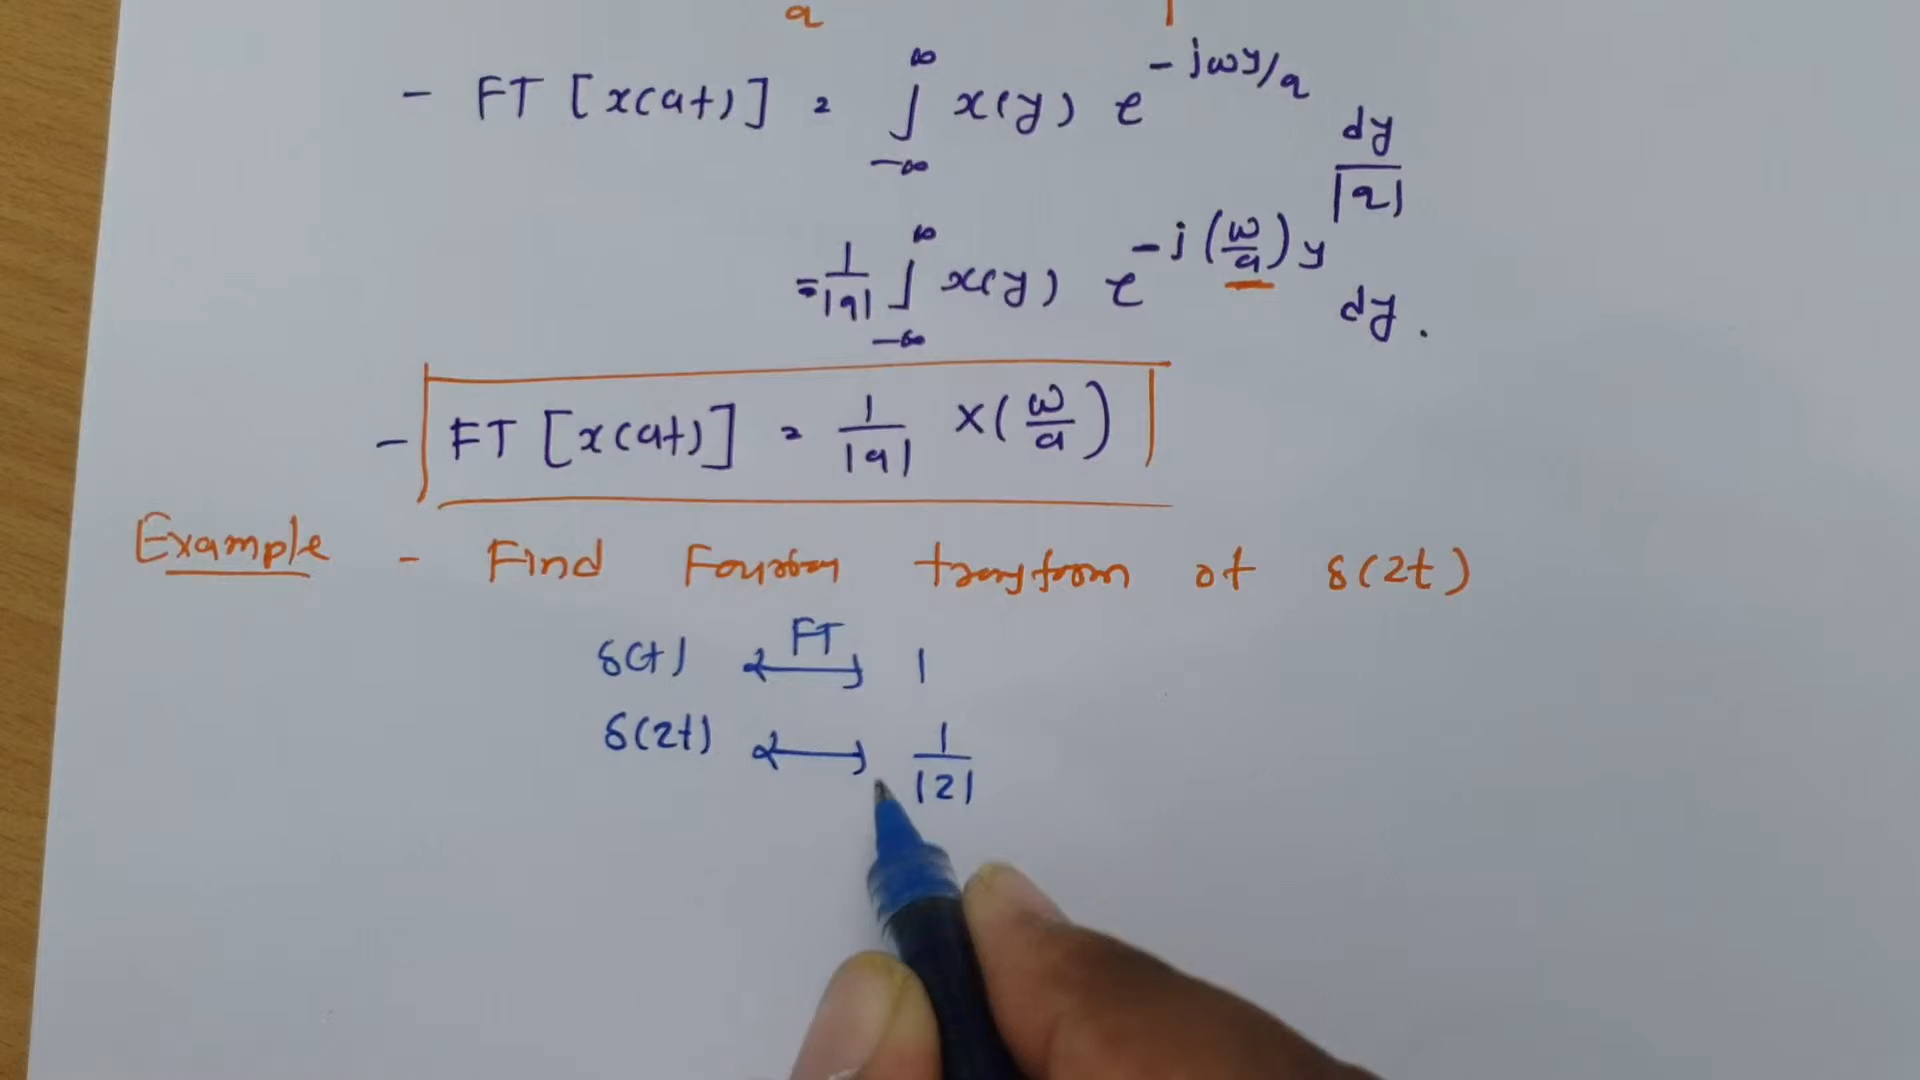 a
- FT [x(at)] = ∫_{-∞}^{∞} x(y) e^{-jωy/a} dy/|a|
= 1/|a| ∫_{-∞}^{∞} x(y) e^{-j(ω/a)y} dy.
- FT [x(at)] = 1/|a| X(ω/a)
Example - Find Fourier transform of δ(2t)
δ(t) ⟷^{FT} 1
δ(2t) ⟷ 1/|2|